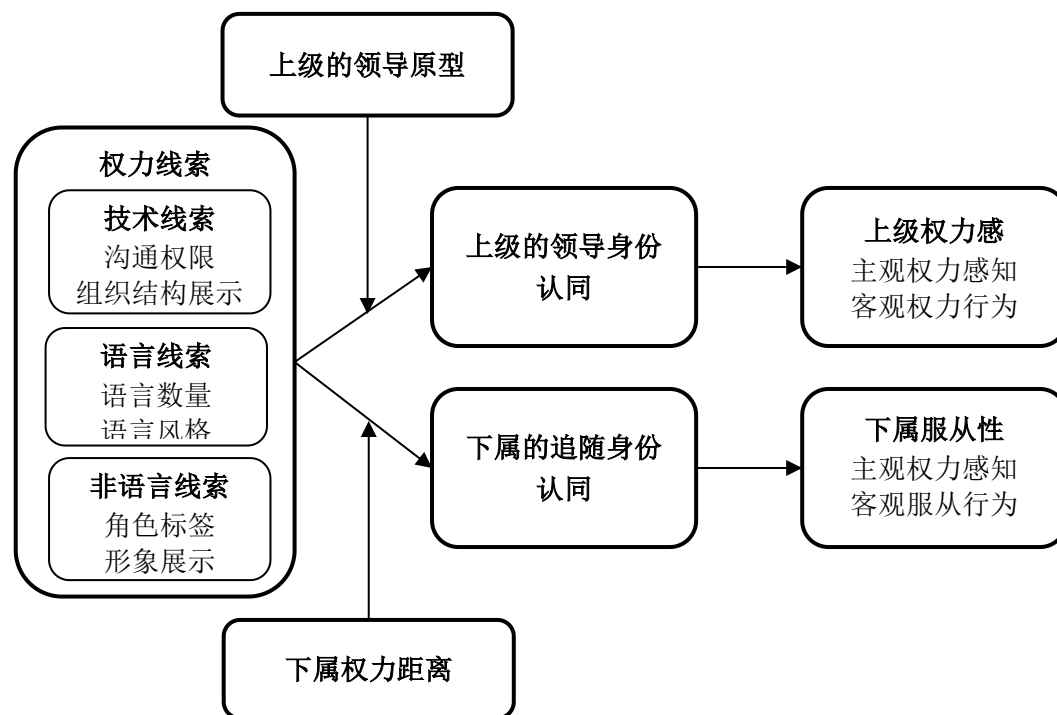 上级的领导原型
权力线索
技术线索
沟通权限
组织结构展示
语言线索
语言数量
语言风格
非语言线索
角色标签
形象展示
上级的领导身份
认同
上级权力感
主观权力感知
客观权力行为
下属的追随身份
认同
下属服从性
主观权力感知
客观服从行为
下属权力距离